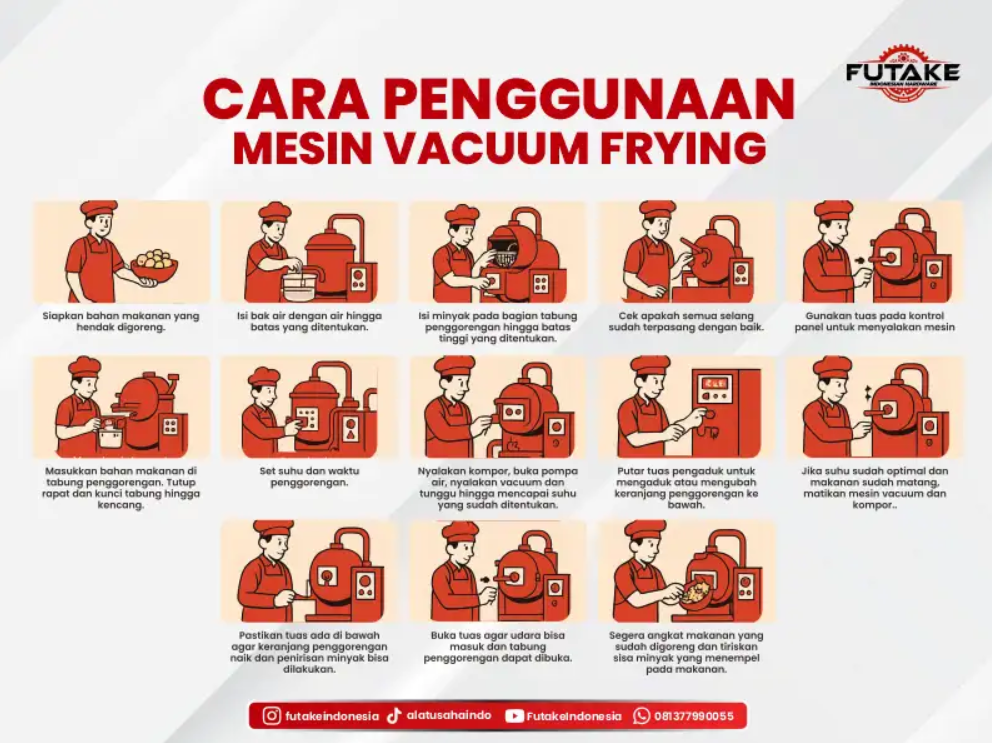 FUTAKE
INDONESIAN HARDWARE
CARA PENGGUNAAN
MESIN VACUUM FRYING
Siapkan bahan makanan yang
hendak digoreng.
Isi bak air dengan air hingga
batas yang ditentukan.
Isi minyak pada bagian tabung
penggorengan hingga batas
tinggi yang ditentukan.
Cek apakah semua selang
sudah terpasang dengan baik.
Gunakan tuas pada kontrol
panel untuk menyalakan mesin
Masukkan bahan makanan di
tabung penggorengan. Tutup
rapat dan kunci tabung hingga
kencang.
Set suhu dan waktu
penggorengan.
Nyalakan kompor, buka pompa
air, nyalakan vacuum dan
tunggu hingga mencapai suhu
yang sudah ditentukan.
Putar tuas pengaduk untuk
mengaduk atau mengubah
keranjang penggorengan ke
bawah.
Jika suhu sudah optimal dan
makanan sudah matang,
matikan mesin vacuum dan
kompor..
Pastikan tuas ada di bawah
agar keranjang penggorengan
naik dan penirisan minyak bisa
dilakukan.
Buka tuas agar udara bisa
masuk dan tabung
penggorengan dapat dibuka.
Segera angkat makanan yang
sudah digoreng dan tiriskan
sisa minyak yang menempel
pada makanan.
futakeindonesia alatusahaindo FutakeIndonesia 081377990055